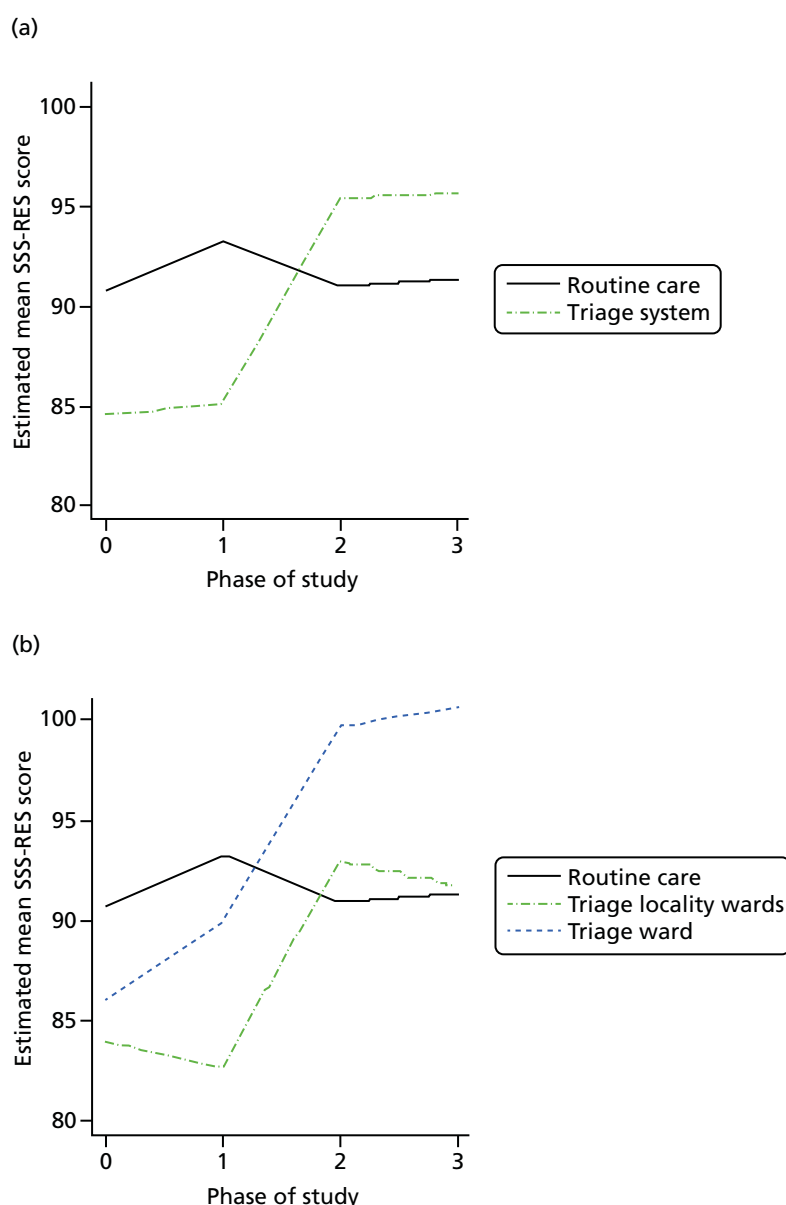 (a)
Estimated mean SSS-RES score
100
95
90
85
80
0 1 2 3
Phase of study
Routine care
Triage system
(b)
Estimated mean SSS-RES score
100
95
90
85
80
0 1 2 3
Phase of study
Routine care
Triage locality wards
Triage ward